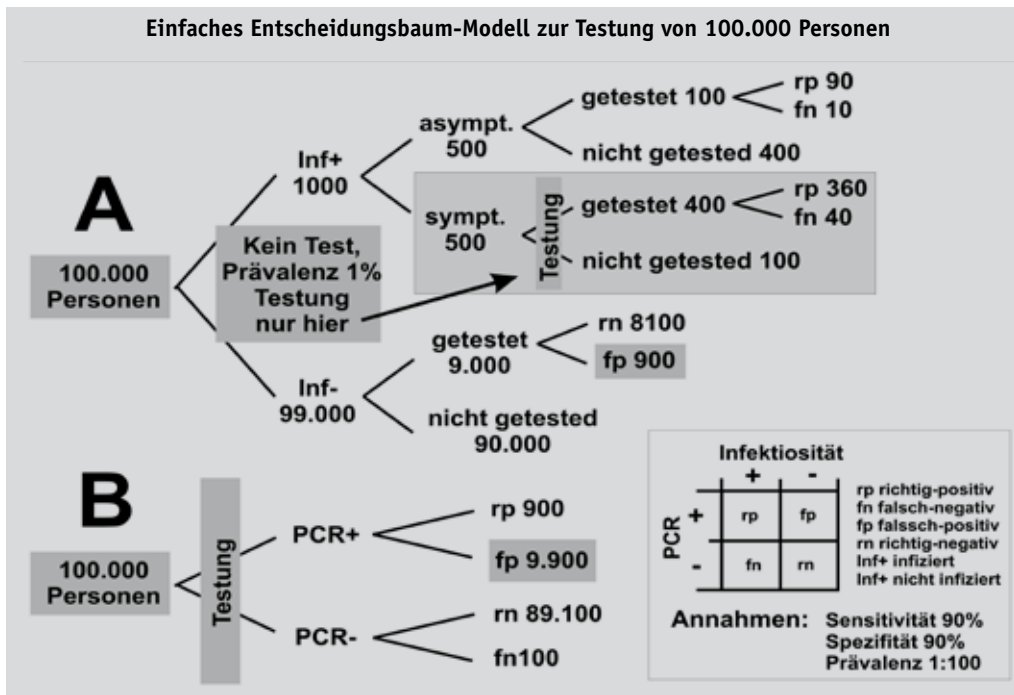 Einfaches Entscheidungsbaum-Modell zur Testung von 100.000 Personen
A
100.000
Personen
Inf+
1000
Kein Test,
Prävalenz 1%
Testung
nur hier
Inf-
99.000
asympt.
500
getestet 100
rp 90
fn 10
nicht getested 400
sympt.
500
Testung
getestet 400
rp 360
fn 40
nicht getested 100
getestet
9.000
rn 8100
fp 900
nicht getested
90.000
B
100.000
Personen
Testung
PCR+
rp 900
fp 9.900
PCR-
rn 89.100
fn100
Infektiosität
+ -
PCR
+ rp fp
- fn rn
rp richtig-positiv
fn falsch-negativ
fp falssch-positiv
rn richtig-negativ
Inf+ infiziert
Inf+ nicht infiziert
Annahmen: Sensitivität 90%
Spezifität 90%
Prävalenz 1:100